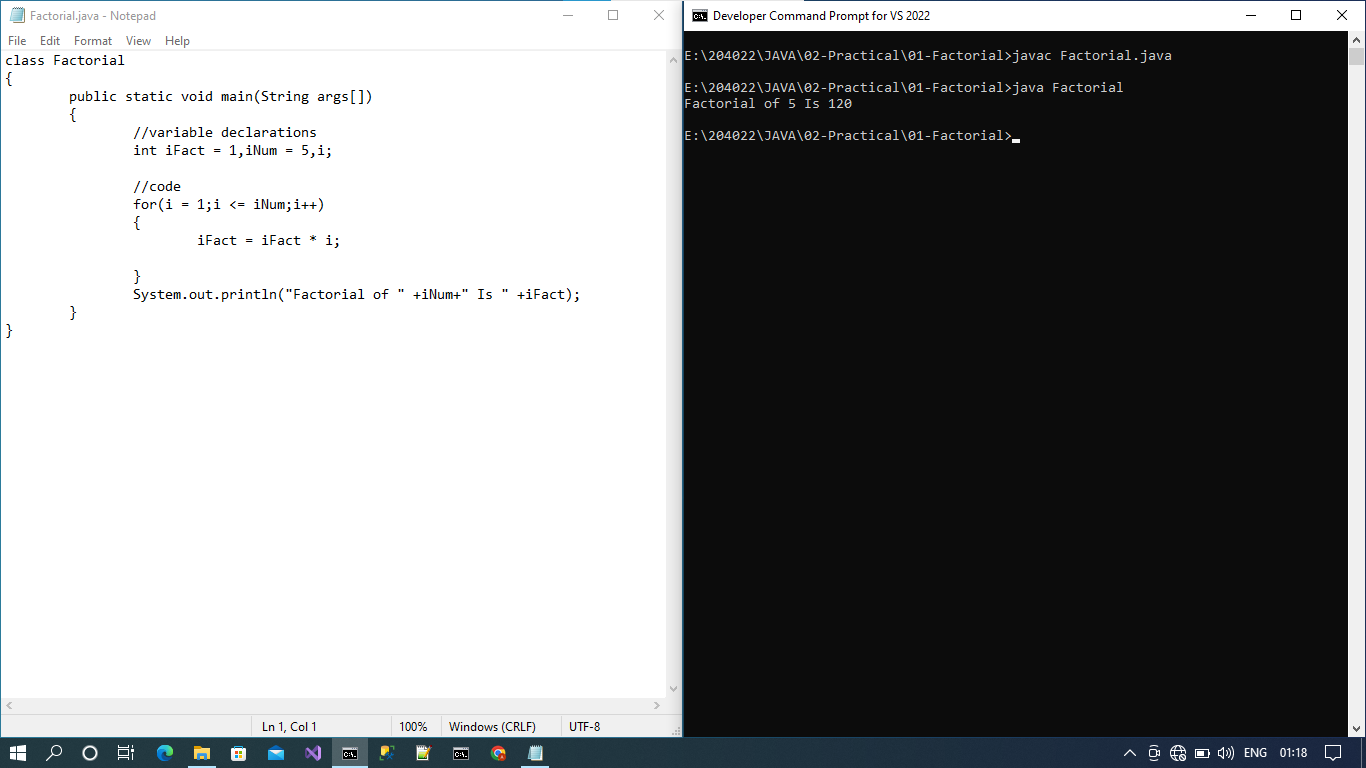 Factorial.java - Notepad
File Edit Format View Help
class Factorial
{
        public static void main(String args[])
        {
                //variable declarations
                int iFact = 1,iNum = 5,i;

                //code
                for(i = 1;i <= iNum;i++)
                {
                        iFact = iFact * i;

                }
                System.out.println("Factorial of " +iNum+" Is " +iFact);
        }
}
Ln 1, Col 1 100% Windows (CRLF) UTF-8
Developer Command Prompt for VS 2022
E:\204022\JAVA\02-Practical\01-Factorial>javac Factorial.java

E:\204022\JAVA\02-Practical\01-Factorial>java Factorial
Factorial of 5 Is 120

E:\204022\JAVA\02-Practical\01-Factorial>
ENG 01:18